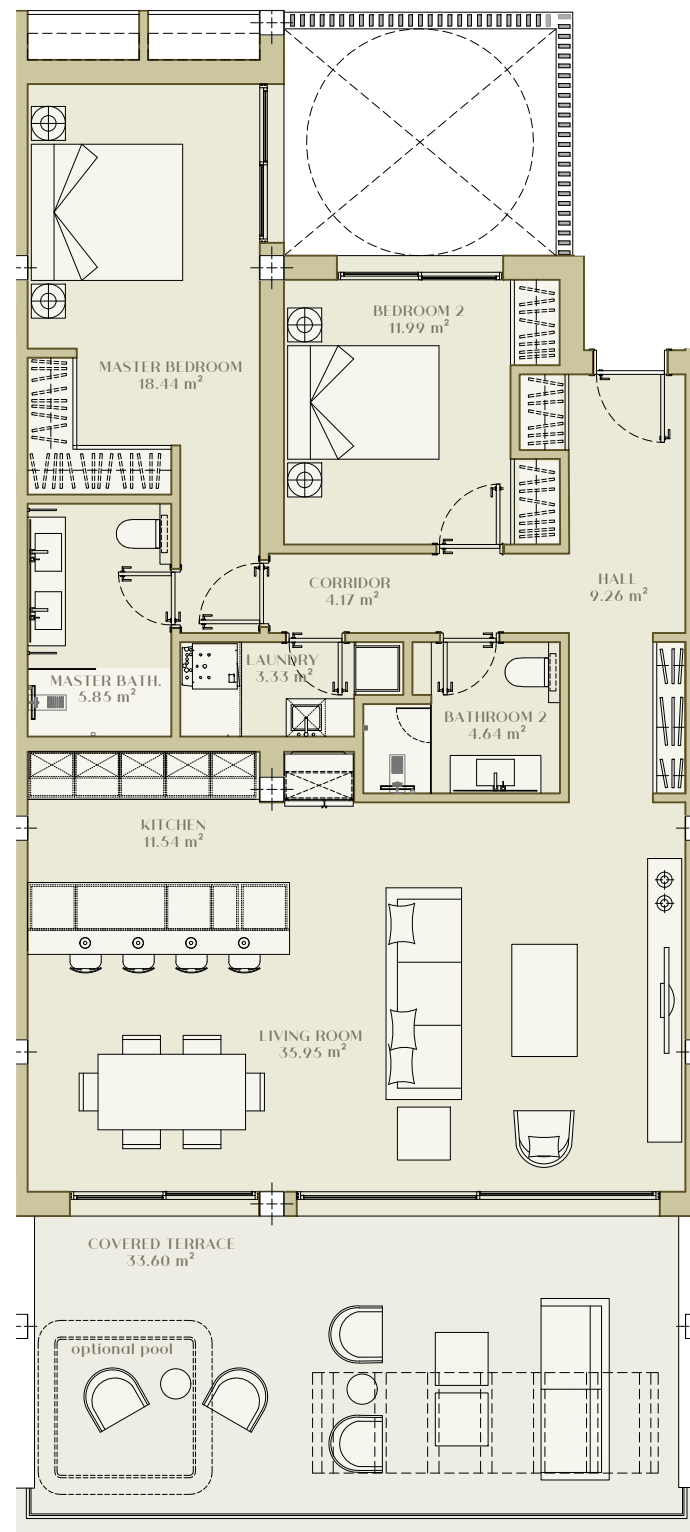 BEDROOM 2
11.99 m²
MASTER BEDROOM
18.44 m²
CORRIDOR
4.17 m²
HALL
9.26 m²
LAUNDRY
3.33 m²
MASTER BATH.
5.85 m²
BATHROOM 2
4.64 m²
KITCHEN
11.54 m²
LIVING ROOM
35.95 m²
COVERED TERRACE
33.60 m²
optional pool